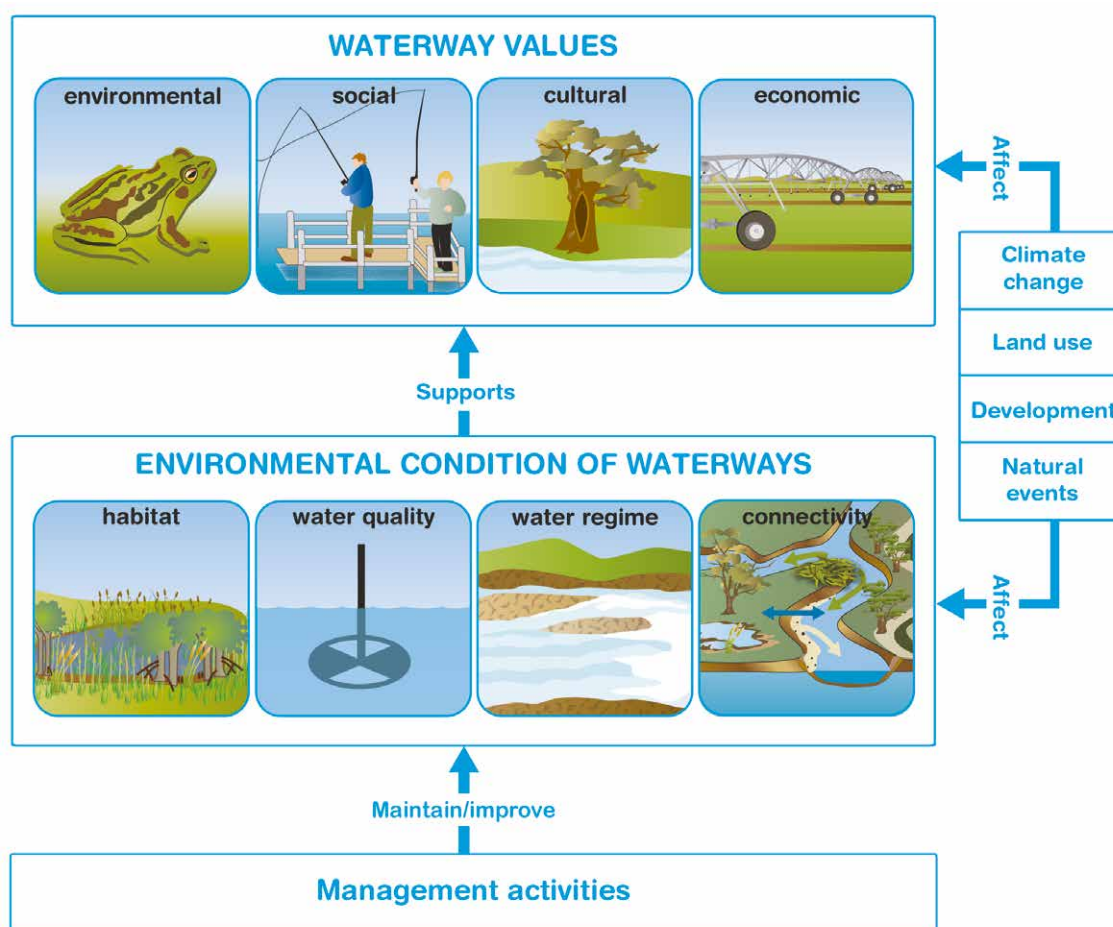 WATERWAY VALUES
environmental
social
cultural
economic
Affect
Climate
change
Land use
Development
Natural
events
Affect
Supports
ENVIRONMENTAL CONDITION OF WATERWAYS
habitat
water quality
water regime
connectivity
Maintain/improve
Management activities